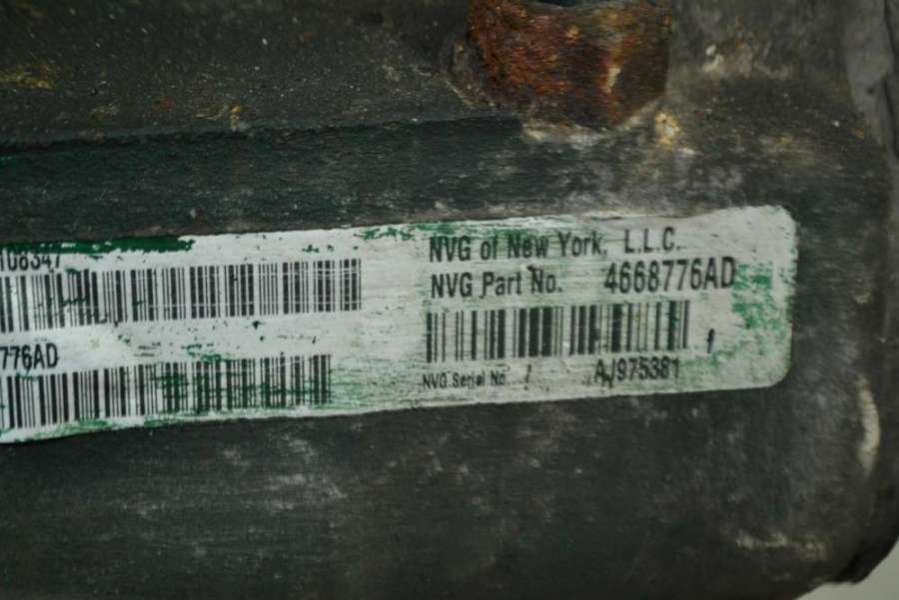 108347
776AD
NVG of New York, L.L.C.
NVG Part No. 4668776AD
NVG Serial No. AJ975381